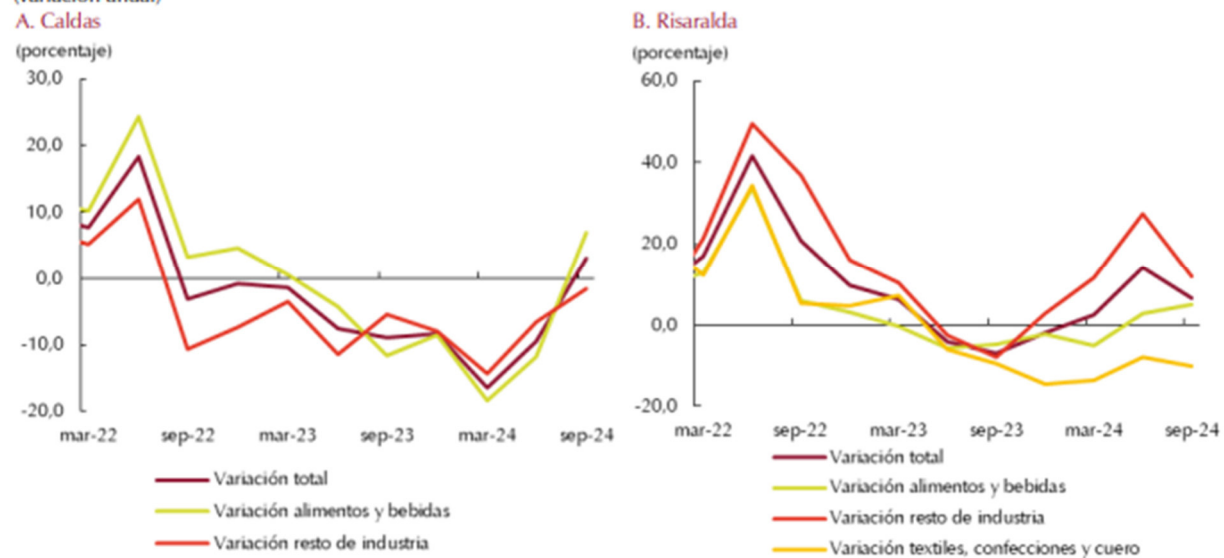 (variación anual)
A. Caldas
(porcentaje)
30,0
20,0
10,0
0,0
-10,0
-20,0
mar-22 sep-22 mar-23 sep-23 mar-24 sep-24
Variación total
Variación alimentos y bebidas
Variación resto de industria
B. Risaralda
(porcentaje)
60,0
40,0
20,0
0,0
-20,0
mar-22 sep-22 mar-23 sep-23 mar-24 sep-24
Variación total
Variación alimentos y bebidas
Variación resto de industria
Variación textiles, confecciones y cuero